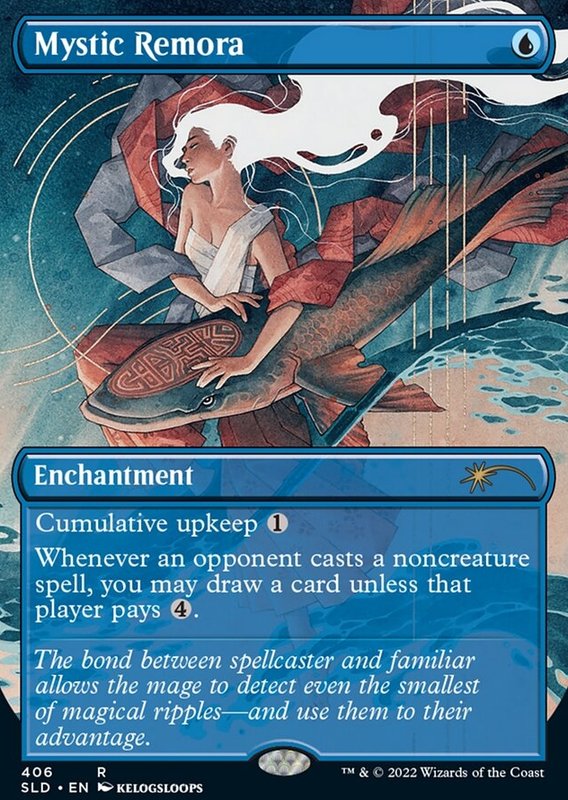 Mystic Remora
Enchantment
Cumulative upkeep 1
Whenever an opponent casts a noncreature
spell, you may draw a card unless that
player pays 4.
The bond between spellcaster and familiar
allows the mage to detect even the smallest
of magical ripples—and use them to their
advantage.
406 R
SLD • EN KELOGSLOOPS
™ & © 2022 Wizards of the Coast